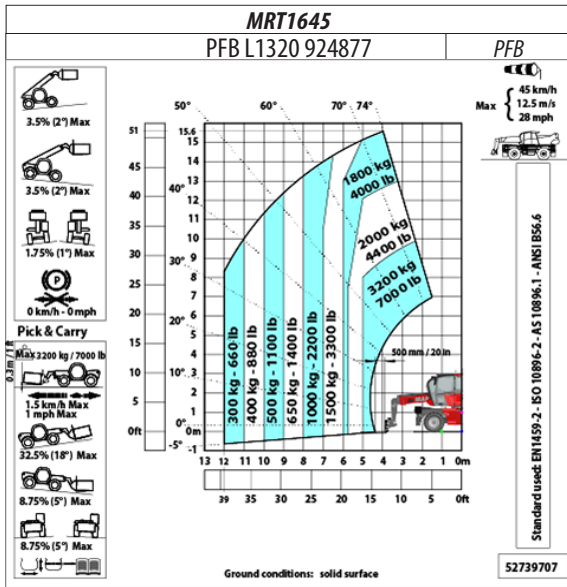 MRT1645
PFB L1320 924877
PFB
3.5% (2°) Max
3.5% (2°) Max
1.75% (1°) Max
P
0 km/h - 0 mph
Pick & Carry
Max 3200 kg / 7000 lb
0.3 m / 1 ft
1.5 km/h Max
1 mph Max
32.5% (18°) Max
8.75% (5°) Max
8.75% (5°) Max
Max
45 km/h
12.5 m/s
28 mph
50°
60°
70°
74°
40°
30°
20°
10°
0°
-5°
51
45
40
35
30
25
20
15
10
5
0ft
15.6
15
14
13
12
11
10
9
8
7
6
5
4
3
2
1
0m
-1
1800 kg
4000 lb
2000 kg
4400 lb
3200 kg
7000 lb
300 kg - 660 lb
400 kg - 880 lb
500 kg - 1100 lb
650 kg - 1400 lb
1000 kg - 2200 lb
1500 kg - 3300 lb
500 mm / 20 in
13 12 11 10 9 8 7 6 5 4 3 2 1 0m
39 35 30 25 20 15 10 5 0ft
Ground conditions: solid surface
Standard used: EN1459-2 - ISO 10896-2 - AS 10896.1 - ANSI B56.6
52739707